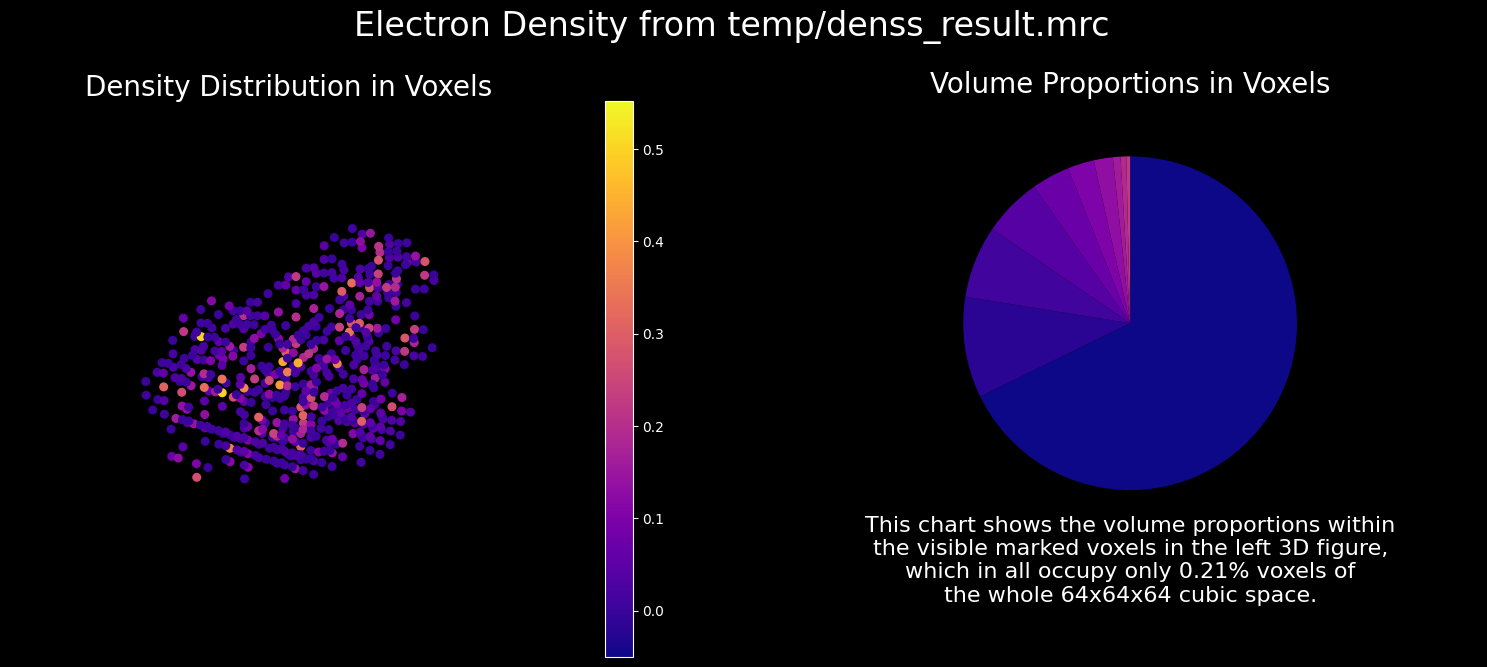 Electron Density from temp/denss_result.mrc
Density Distribution in Voxels
Volume Proportions in Voxels
0.5
0.4
0.3
0.2
0.1
0.0
This chart shows the volume proportions within
the visible marked voxels in the left 3D figure,
which in all occupy only 0.21% voxels of
the whole 64x64x64 cubic space.